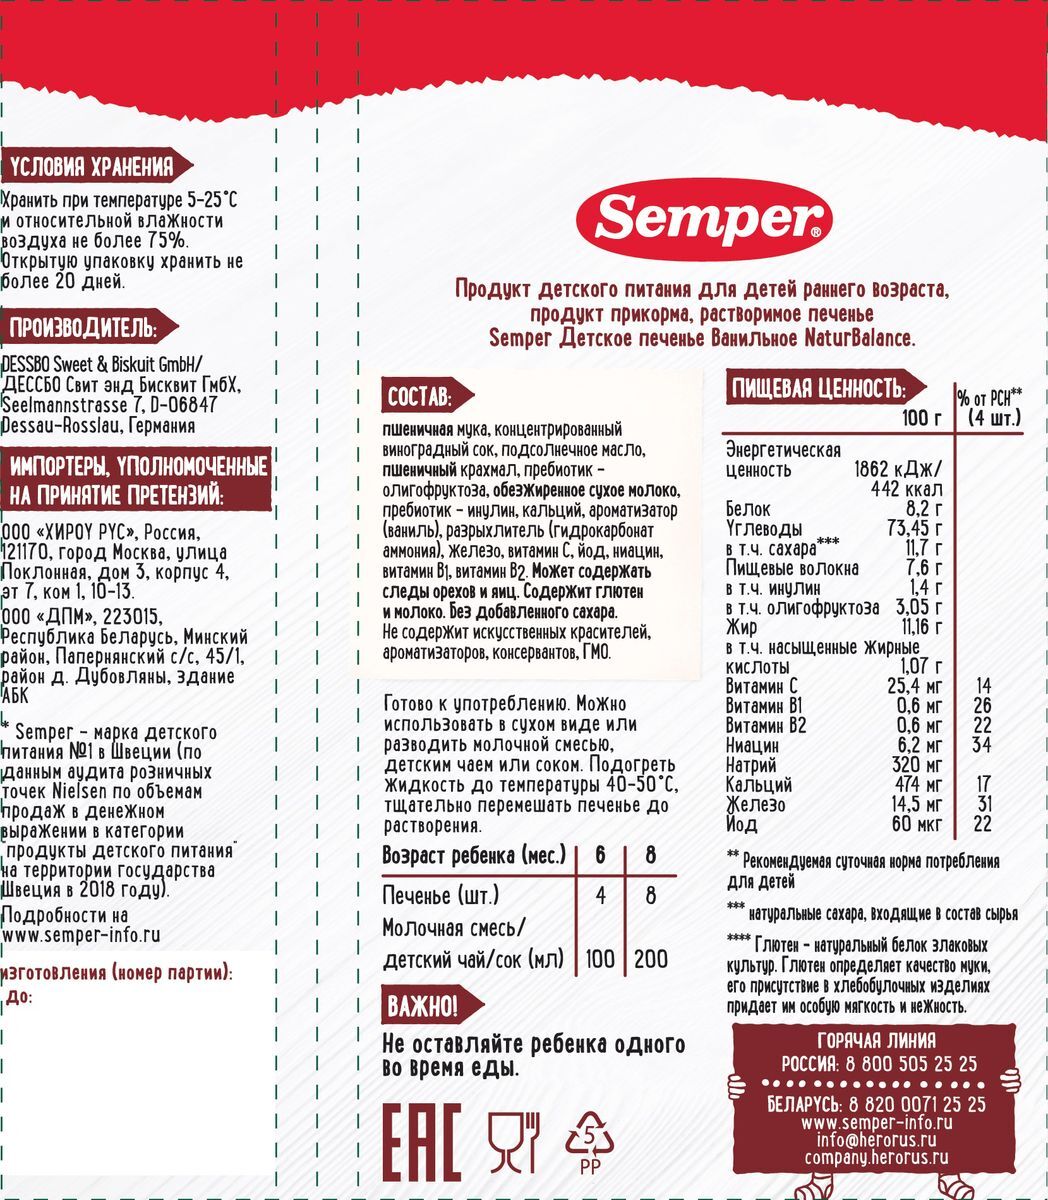 УСЛОВИЯ ХРАНЕНИЯ
Хранить при температуре 5-25°С
и относительной влажности
воздуха не более 75%.
Открытую упаковку хранить не
более 20 дней.
ПРОИЗВОДИТЕЛЬ:
DESSBO Sweet & Biskuit GmbH/
ДЕССБО Свит энд Бисквит ГмбХ,
Seelmannstrasse 7, D-06847
Dessau-Rosslau, Германия
ИМПОРТЕРЫ, УПОЛНОМОЧЕННЫЕ
НА ПРИНЯТИЕ ПРЕТЕНЗИЙ:
ООО «ХИРОУ РУС», Россия,
121170, город Москва, улица
Поклонная, дом 3, корпус 4,
эт 7, ком 1, 10-13.
ООО «ДПМ», 223015,
Республика Беларусь, Минский
район, Папернянский с/с, 45/1,
район д. Дубовляны, здание
АБК
* Semper - марка детского
питания №1 в Швеции (по
данным аудита розничных
точек Nielsen по объемам
продаж в денежном
выражении в категории
"продукты детского питания"
на территории государства
Швеция в 2018 году).
Подробности на
www.semper-info.ru
изготовления (номер партии):
до:
Semper®
Продукт детского питания для детей раннего возраста,
продукт прикорма, растворимое печенье
Semper Детское печенье Ванильное NaturBalance.
СОСТАВ:
пшеничная мука, концентрированный
виноградный сок, подсолнечное масло,
пшеничный крахмал, пребиотик -
олигофруктоза, обезжиренное сухое молоко,
пребиотик - инулин, кальций, ароматизатор
(ваниль), разрыхлитель (гидрокарбонат
аммония), железо, витамин С, йод, ниацин,
витамин В1, витамин В2. Может содержать
следы орехов и яиц. Содержит глютен
и молоко. Без добавленного сахара.
Не содержит искусственных красителей,
ароматизаторов, консервантов, ГМО.
Готово к употреблению. Можно
использовать в сухом виде или
разводить молочной смесью,
детским чаем или соком. Подогреть
жидкость до температуры 40-50°С,
тщательно перемешать печенье до
растворения.
Возраст ребенка (мес.) 6 8
Печенье (шт.) 4 8
Молочная смесь/
детский чай/сок (мл) 100 200
ВАЖНО!
Не оставляйте ребенка одного
во время еды.
EAC
5
PP
ПИЩЕВАЯ ЦЕННОСТЬ:
% от РСН**
100 г (4 шт.)
Энергетическая
ценность 1862 кДж/
442 ккал
Белок 8,2 г
Углеводы 73,45 г
в т.ч. сахара*** 11,7 г
Пищевые волокна 7,6 г
в т.ч. инулин 1,4 г
в т.ч. олигофруктоза 3,05 г
Жир 11,16 г
в т.ч. насыщенные жирные
кислоты 1,07 г
Витамин С 25,4 мг 14
Витамин В1 0,6 мг 26
Витамин В2 0,6 мг 22
Ниацин 6,2 мг 34
Натрий 320 мг
Кальций 474 мг 17
Железо 14,5 мг 31
Йод 60 мкг 22
** Рекомендуемая суточная норма потребления
для детей
*** натуральные сахара, входящие в состав сырья
**** Глютен - натуральный белок злаковых
культур. Глютен определяет качество муки,
его присутствие в хлебобулочных изделиях
придает им особую мягкость и нежность.
ГОРЯЧАЯ ЛИНИЯ
РОССИЯ: 8 800 505 25 25
БЕЛАРУСЬ: 8 820 0071 25 25
www.semper-info.ru
info@herorus.ru
company.herorus.ru